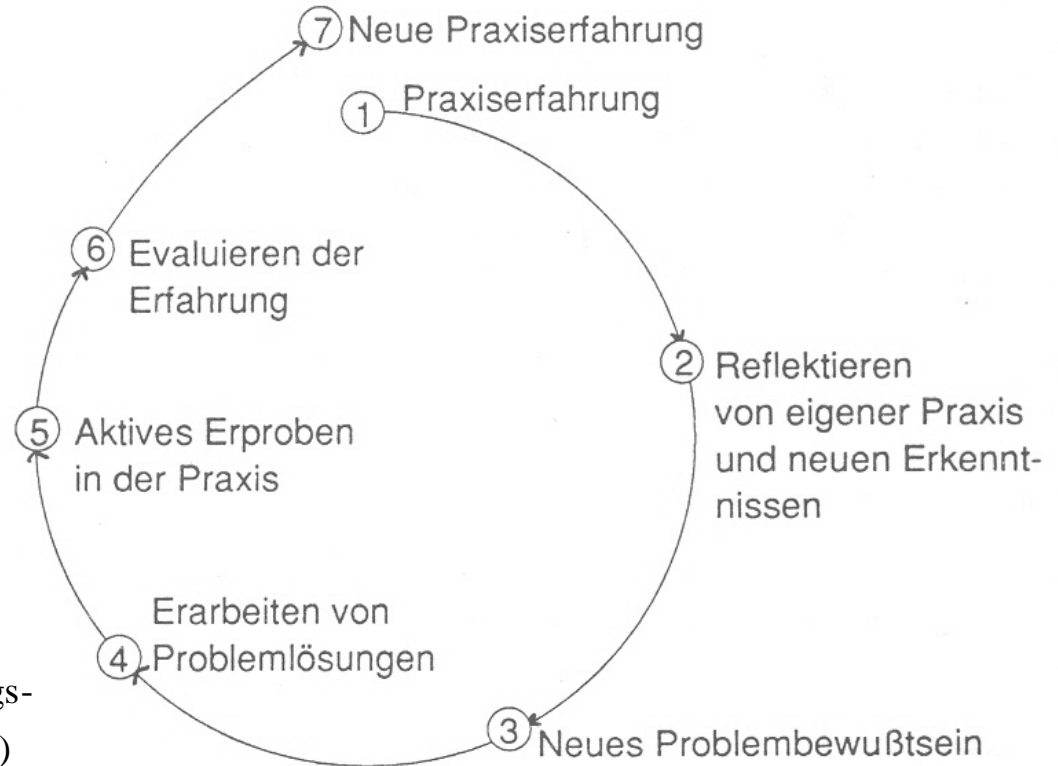 7 Neue Praxiserfahrung
1 Praxiserfahrung
6 Evaluieren der
Erfahrung
2 Reflektieren
von eigener Praxis
und neuen Erkennt-
nissen
5 Aktives Erproben
in der Praxis
Erarbeiten von
4 Problemlösungen
gs-
3 Neues Problembewußtsein
)